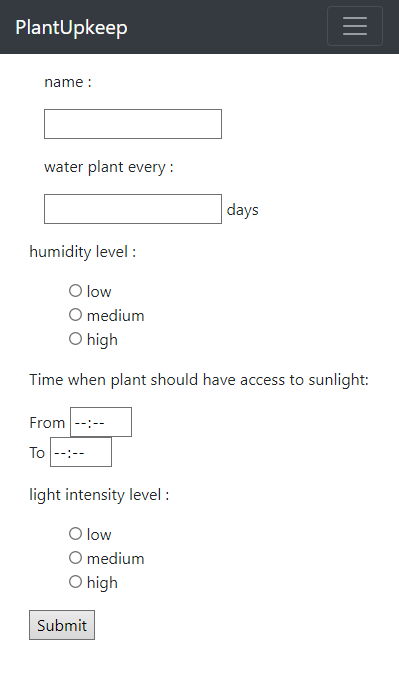 PlantUpkeep
name :
water plant every :
days
humidity level :
low
medium
high
Time when plant should have access to sunlight:
From --:--
To --:--
light intensity level :
low
medium
high
Submit